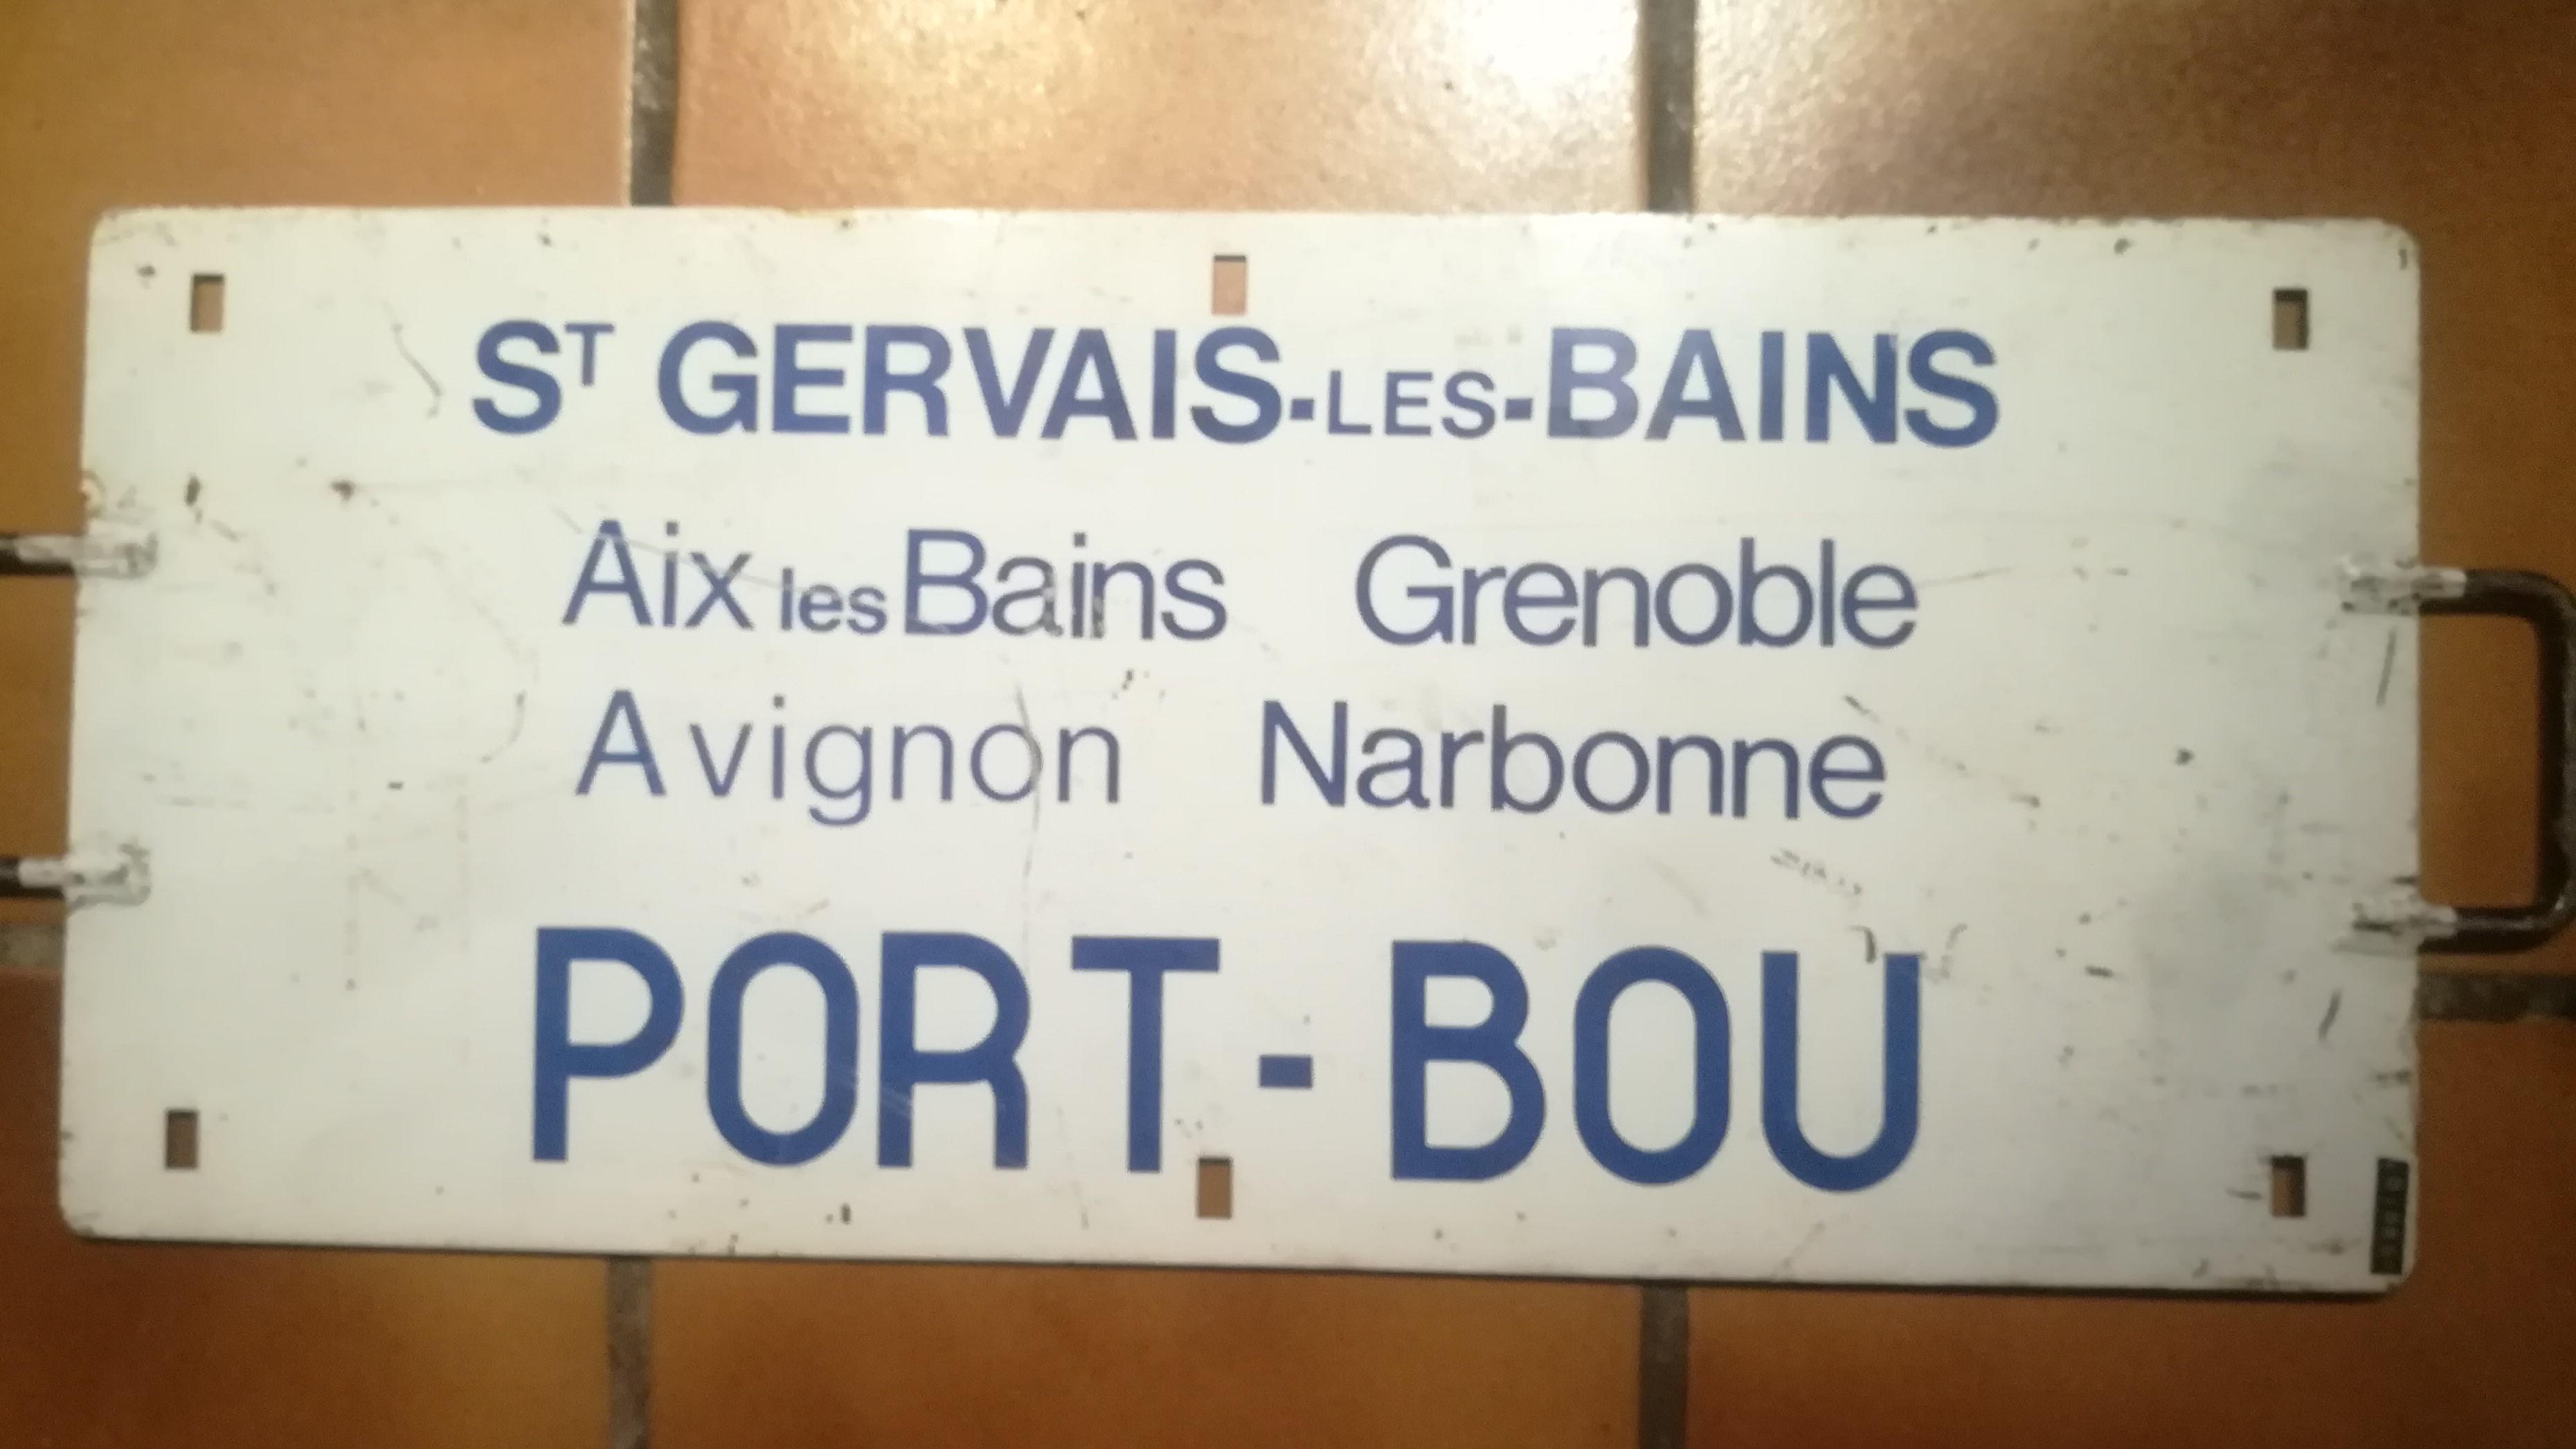 ST GERVAIS-LES-BAINS
Aix les Bains Grenoble
Avignon Narbonne
PORT-BOU